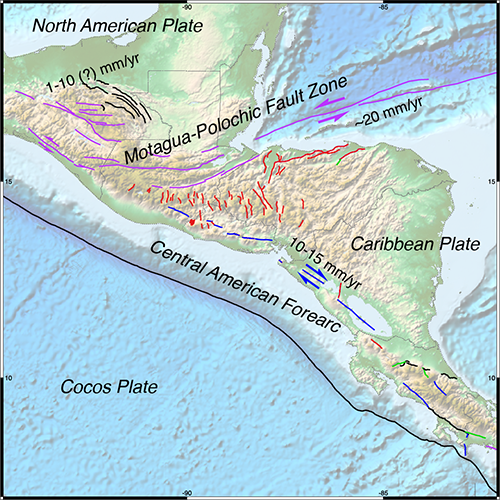 -90
-85
North American Plate
1-10 (?) mm/yr
Motagua-Polochic Fault Zone
~20 mm/yr
15
15
Caribbean Plate
10-15 mm/yr
Central American Forearc
10
10
Cocos Plate
-90
-85